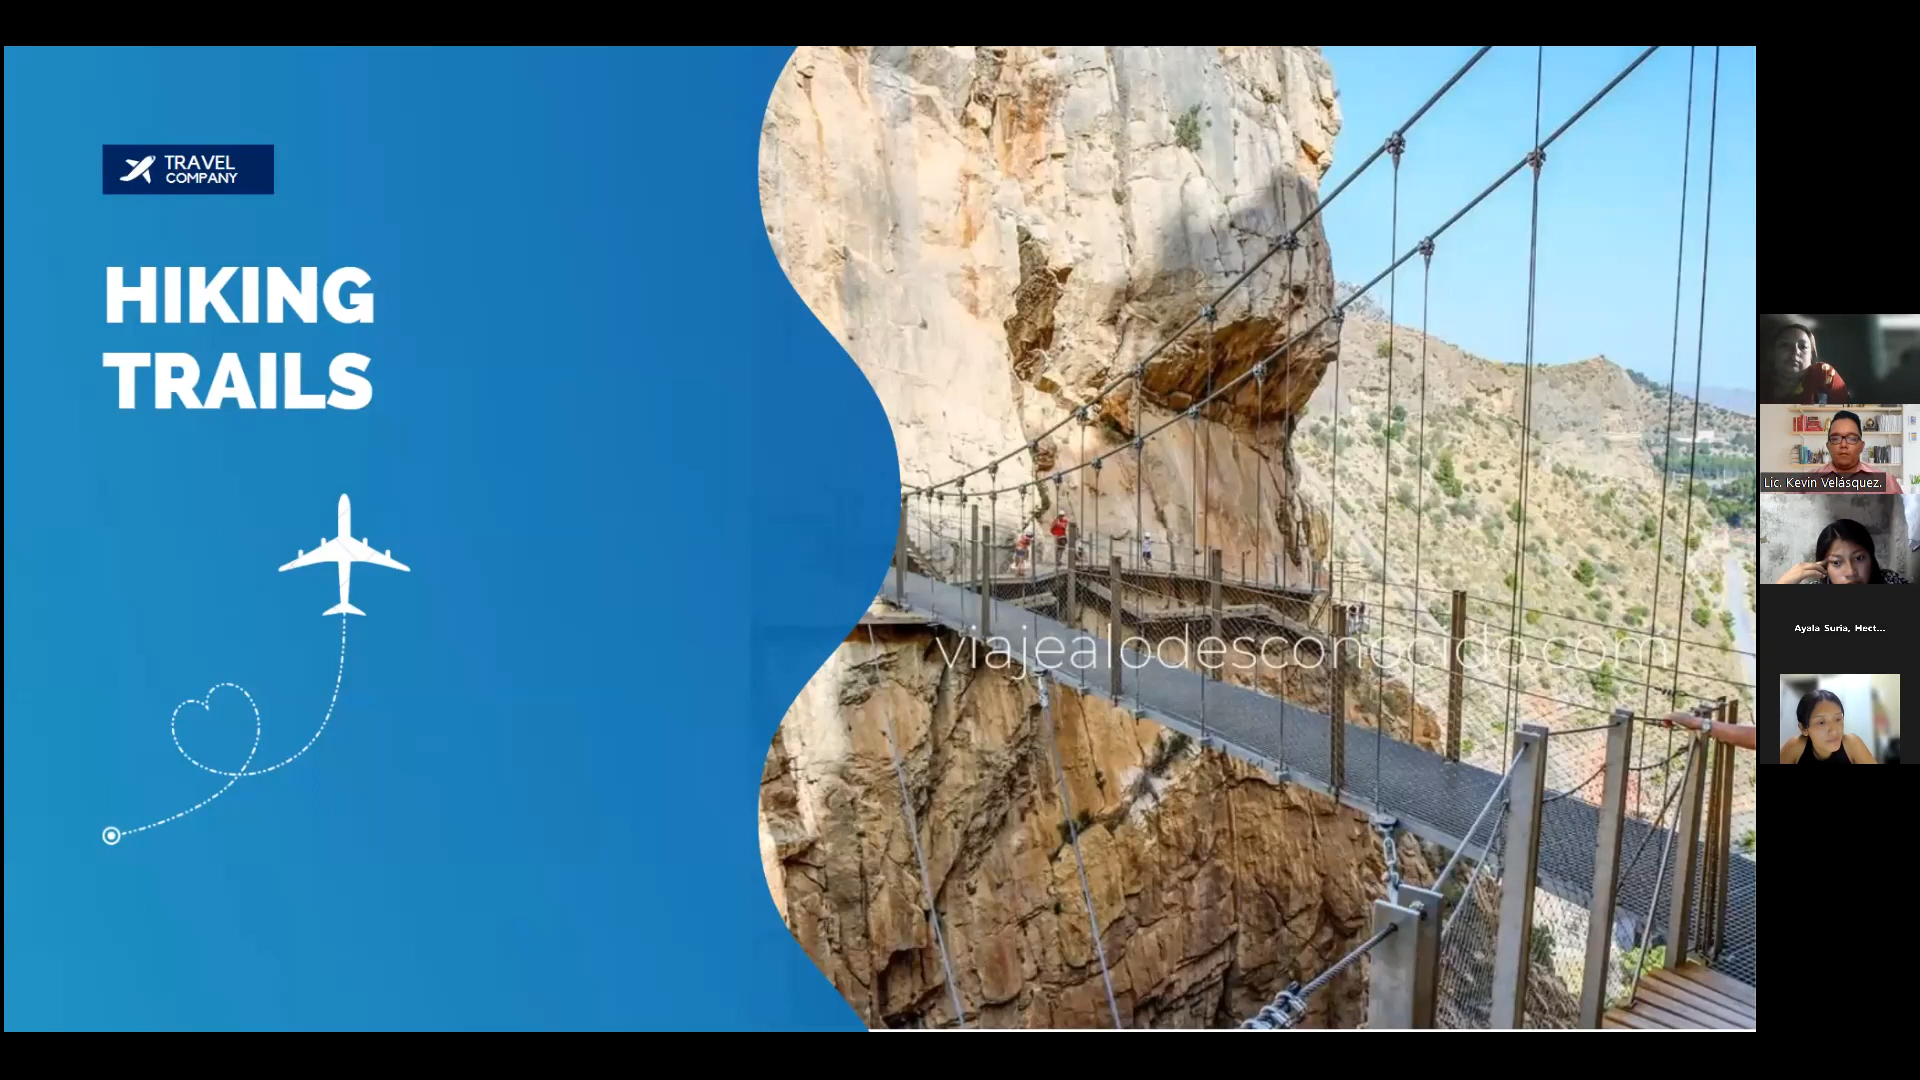 TRAVEL
COMPANY
HIKING
TRAILS
viajealodesconocido.com
Lic. Kevin Velásquez.
Ayala Suria, Hect...